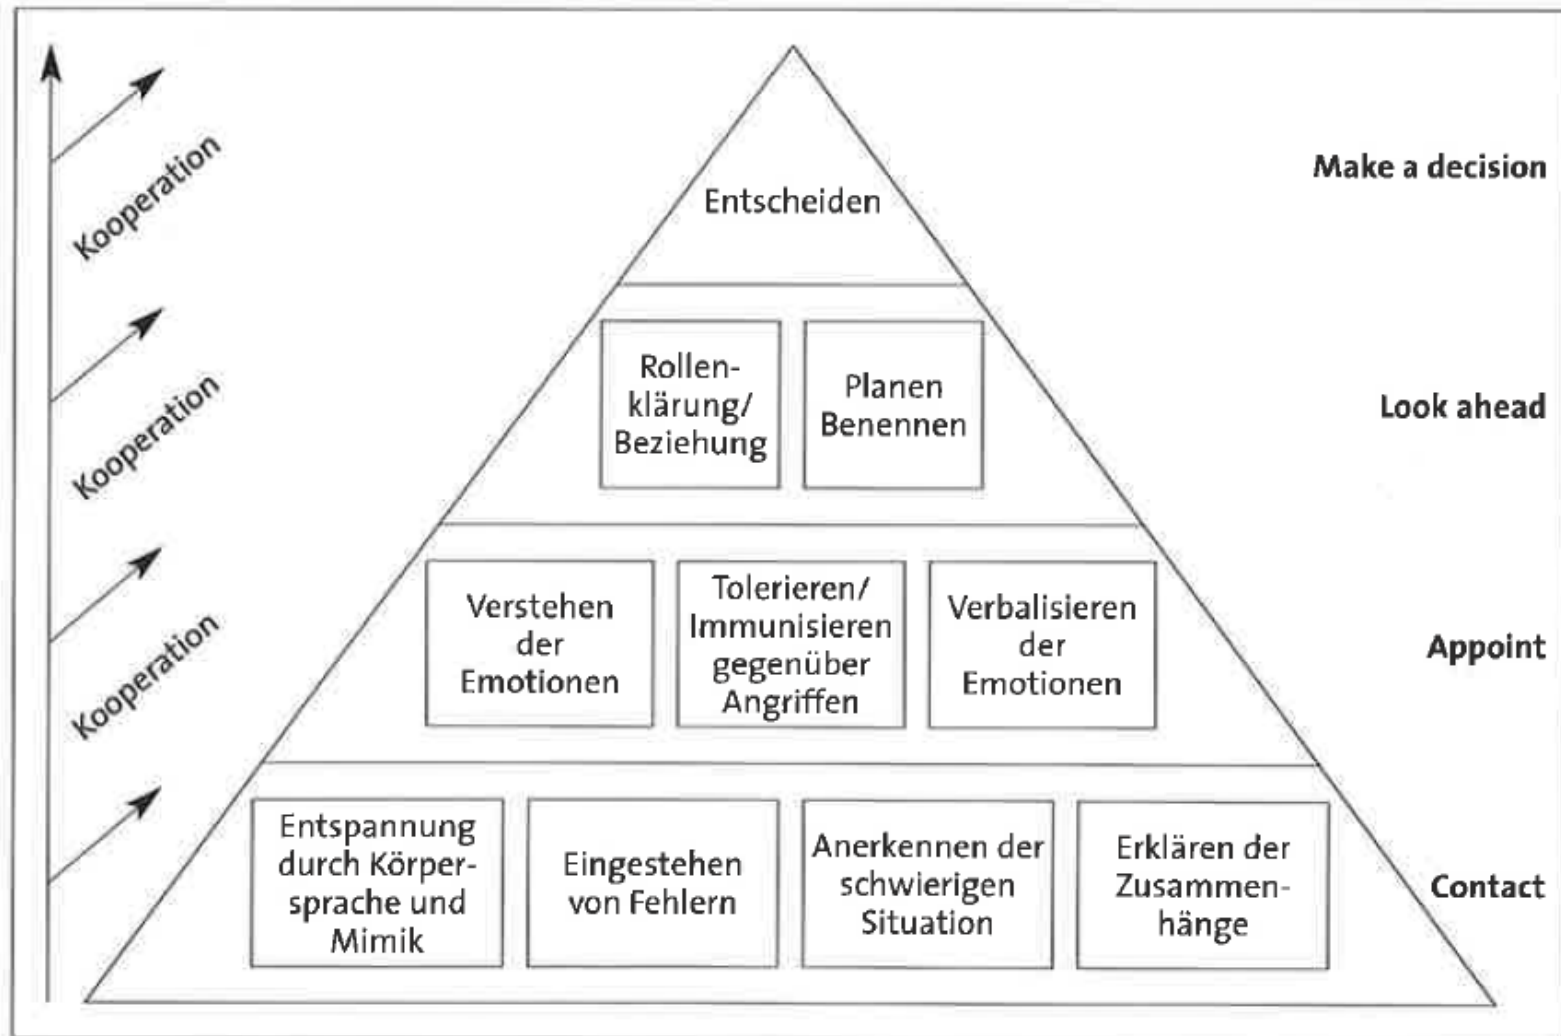 Kooperation
Entscheiden
Make a decision
Kooperation
Rollen-
klärung/
Beziehung
Planen
Benennen
Look ahead
Kooperation
Verstehen
der
Emotionen
Tolerieren/
Immunisieren
gegenüber
Angriffen
Verbalisieren
der
Emotionen
Appoint
Entspannung
durch Körper-
sprache und
Mimik
Eingestehen
von Fehlern
Anerkennen der
schwierigen
Situation
Erklären der
Zusammen-
hänge
Contact